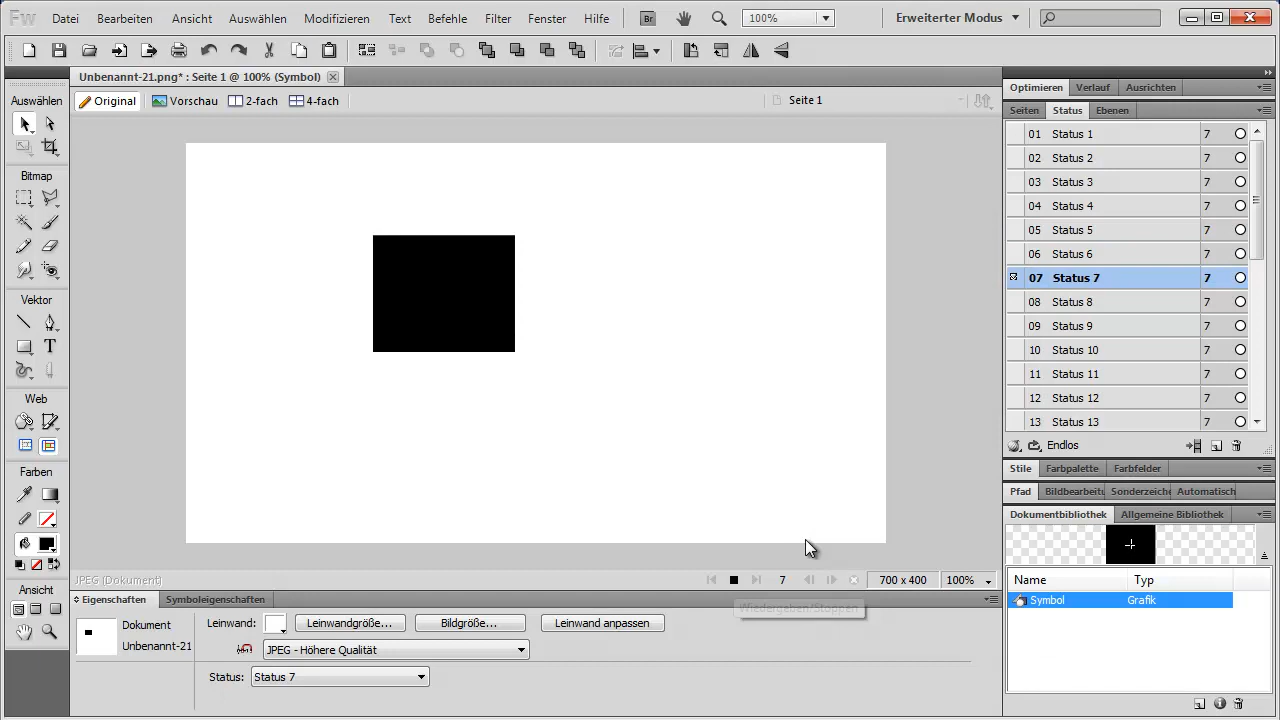 Fw Datei Bearbeiten Ansicht Auswählen Modifizieren Text Befehle Filter Fenster Hilfe Br 100% Erweiterter Modus
Unbenannt-21.png* : Seite 1 @ 100% (Symbol)
Original Vorschau 2-fach 4-fach Seite 1
Auswählen
Bitmap
Vektor
T
Web
Farben
Ansicht
Optimieren Verlauf Ausrichten
Seiten Status Ebenen
01 Status 1 7
02 Status 2 7
03 Status 3 7
04 Status 4 7
05 Status 5 7
06 Status 6 7
07 Status 7 7
08 Status 8 7
09 Status 9 7
10 Status 10 7
11 Status 11 7
12 Status 12 7
13 Status 13 7
Endlos
Stile Farbpalette Farbfelder
Pfad Bildbearbeitu Sonderzeiche Automatisch
Dokumentbibliothek Allgemeine Bibliothek
Name Typ
Symbol Grafik
JPEG (Dokument) 7 700 x 400 100%
Wiedergeben/Stoppen
Eigenschaften Symboleigenschaften
Dokument
Unbenannt-21
Leinwand: Leinwandgröße... Bildgröße... Leinwand anpassen
JPEG - Höhere Qualität
Status: Status 7